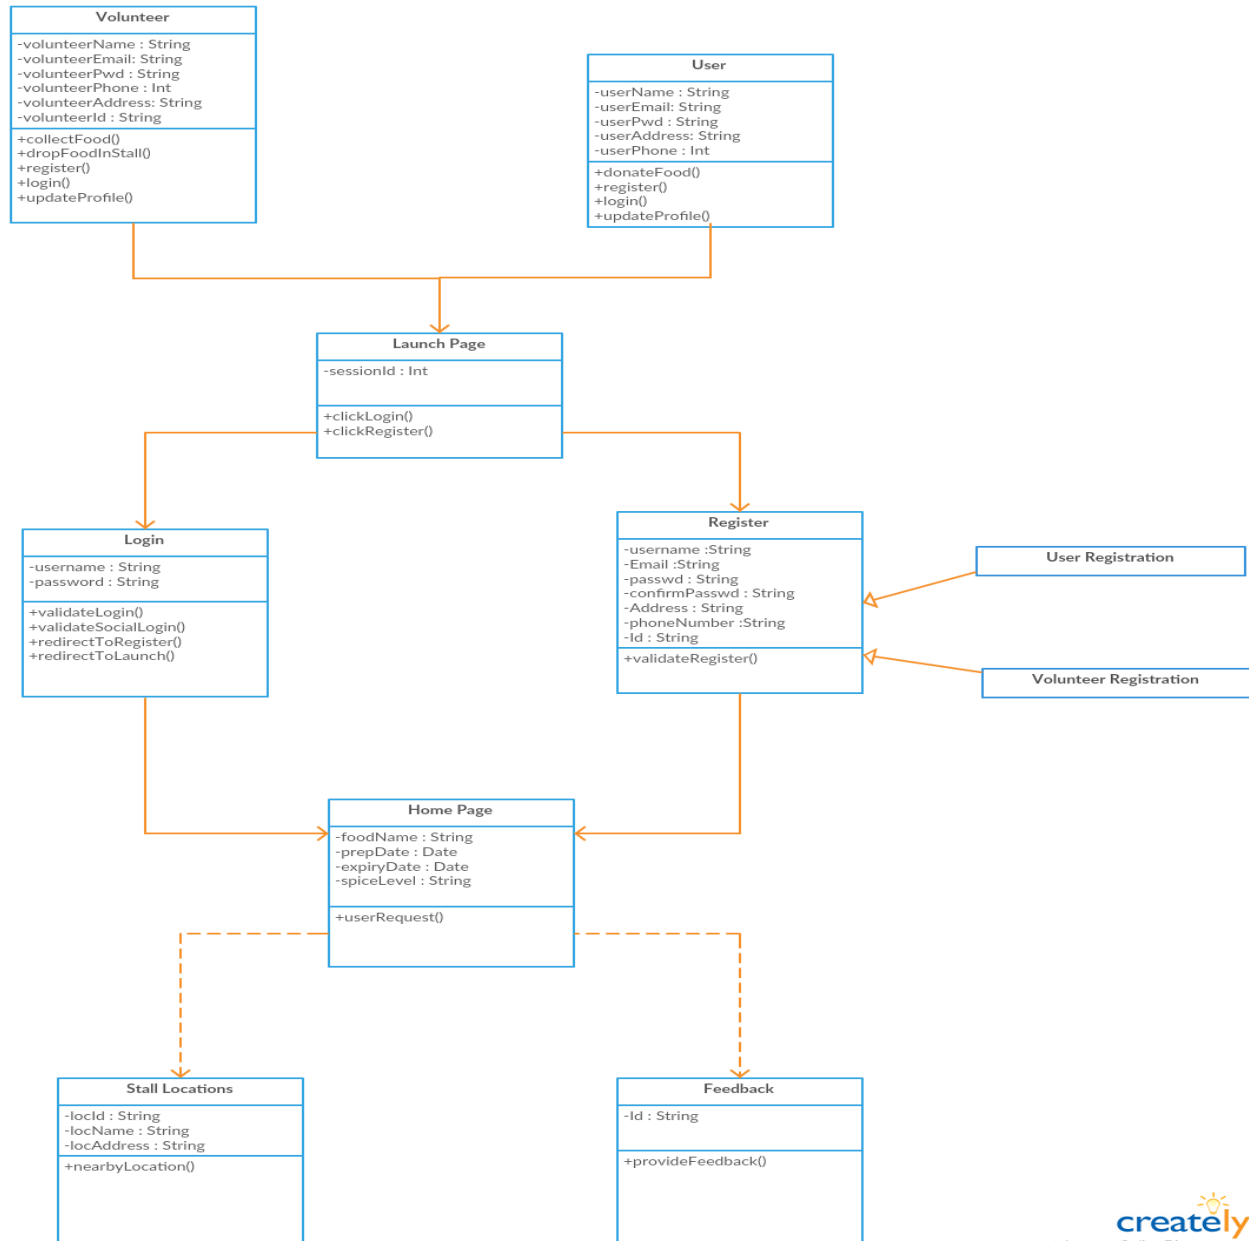 Volunteer
-volunteerName : String
-volunteerEmail: String
-volunteerPwd : String
-volunteerPhone : Int
-volunteerAddress: String
-volunteerId : String
+collectFood()
+dropFoodInStall()
+register()
+login()
+updateProfile()
User
-userName : String
-userEmail: String
-userPwd : String
-userAddress: String
-userPhone : Int
+donateFood()
+register()
+login()
+updateProfile()
Launch Page
-sessionId : Int
+clickLogin()
+clickRegister()
Login
-username : String
-password : String
+validateLogin()
+validateSocialLogin()
+redirectToRegister()
+redirectToLaunch()
Register
-username :String
-Email :String
-passwd : String
-confirmPasswd : String
-Address : String
-phoneNumber :String
-Id : String
+validateRegister()
User Registration
Volunteer Registration
Home Page
-foodName : String
-prepDate : Date
-expiryDate : Date
-spiceLevel : String
+userRequest()
Stall Locations
-locId : String
-locName : String
-locAddress : String
+nearbyLocation()
Feedback
-Id : String
+provideFeedback()
creately